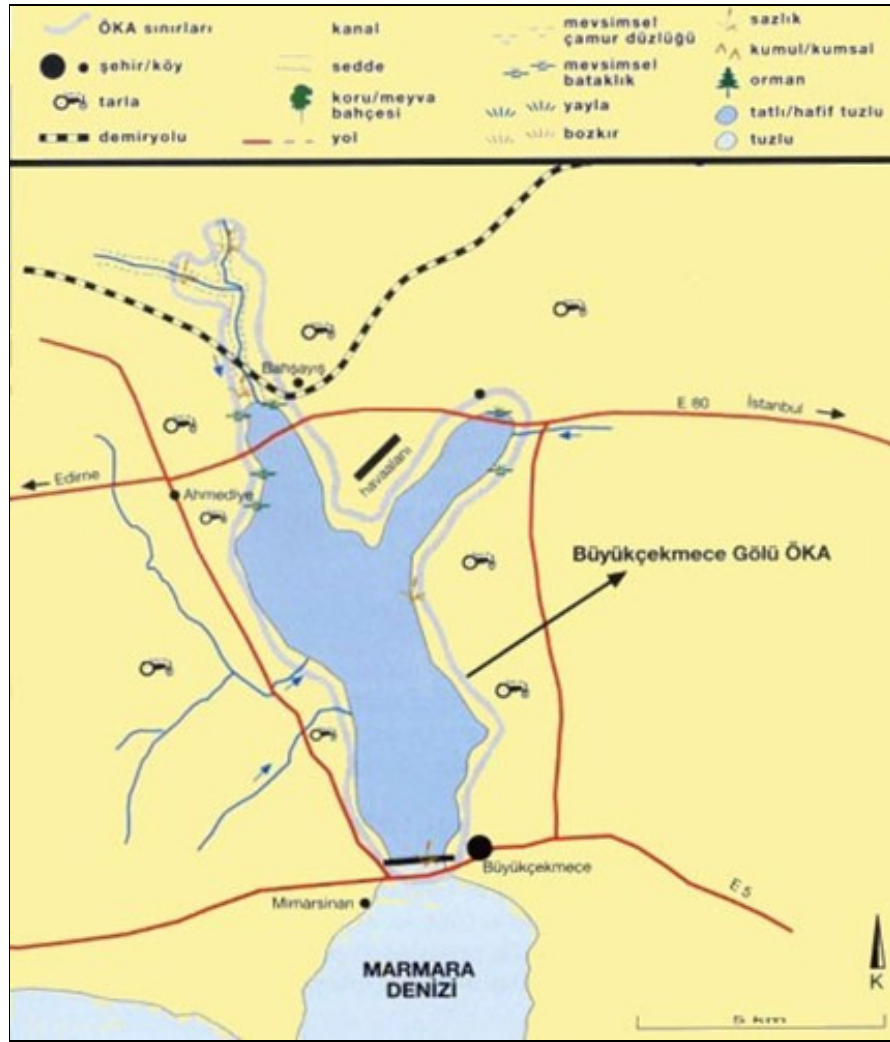 ÖKA sınırları
şehir/köy
tarla
demiryolu
kanal
sedde
koru/meyva
bahçesi
yol
mevsimsel
çamur düzlüğü
mevsimsel
bataklık
yayla
bozkır
sazlık
kumul/kumsal
orman
tatlı/hafif tuzlu
tuzlu
Bahşayış
E 80
İstanbul
havaalanı
Edirne
Ahmediye
Büyükçekmece Gölü ÖKA
Büyükçekmece
Mimarsinan
E 5
MARMARA
DENİZİ
K
5 km